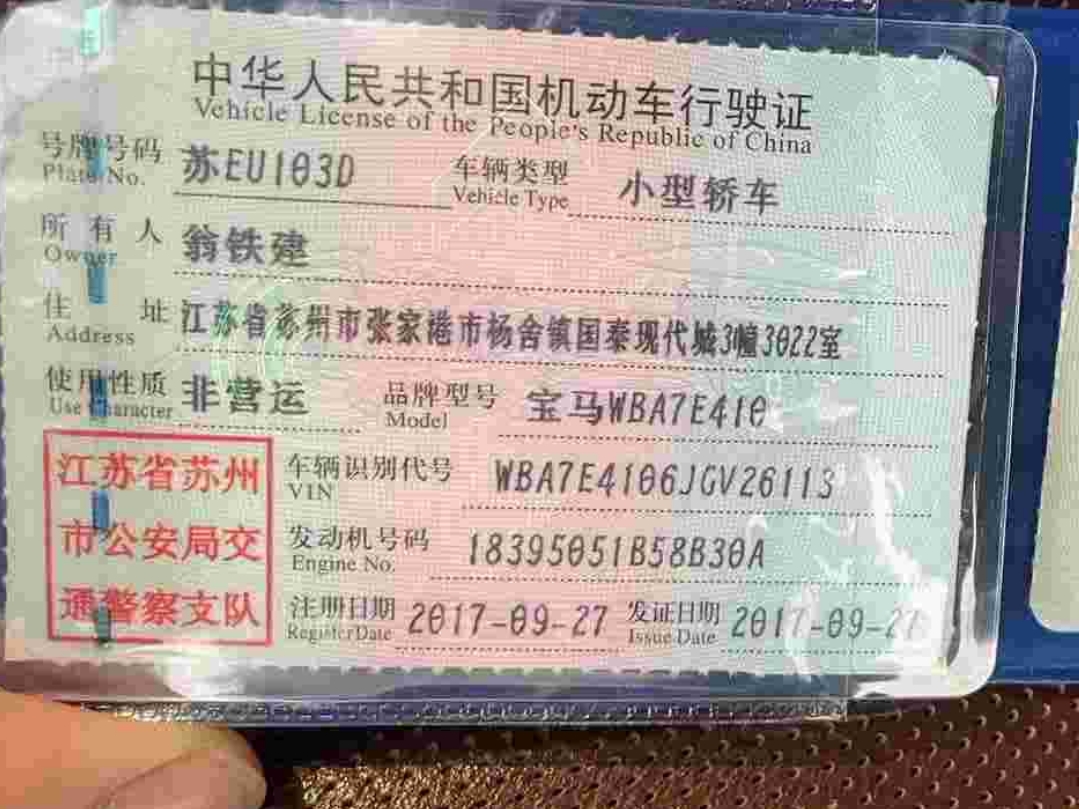 中华人民共和国机动车行驶证
Vehicle License of the People's Republic of China
号牌号码 苏EU103D 车辆类型 小型轿车
Plate No. Vehicle Type
所有人 翁铁建
Owner
住址 江苏省苏州市张家港市杨舍镇国泰现代城3幢3022室
Address
使用性质 非营运 品牌型号 宝马WBA7E410
Use Character Model
江苏省苏州
市公安局交
通警察支队
车辆识别代号 WBA7E4106JGV26113
VIN
发动机号码 18395051B58B30A
Engine No.
注册日期 2017-09-27 发证日期 2017-09-27
Register Date Issue Date